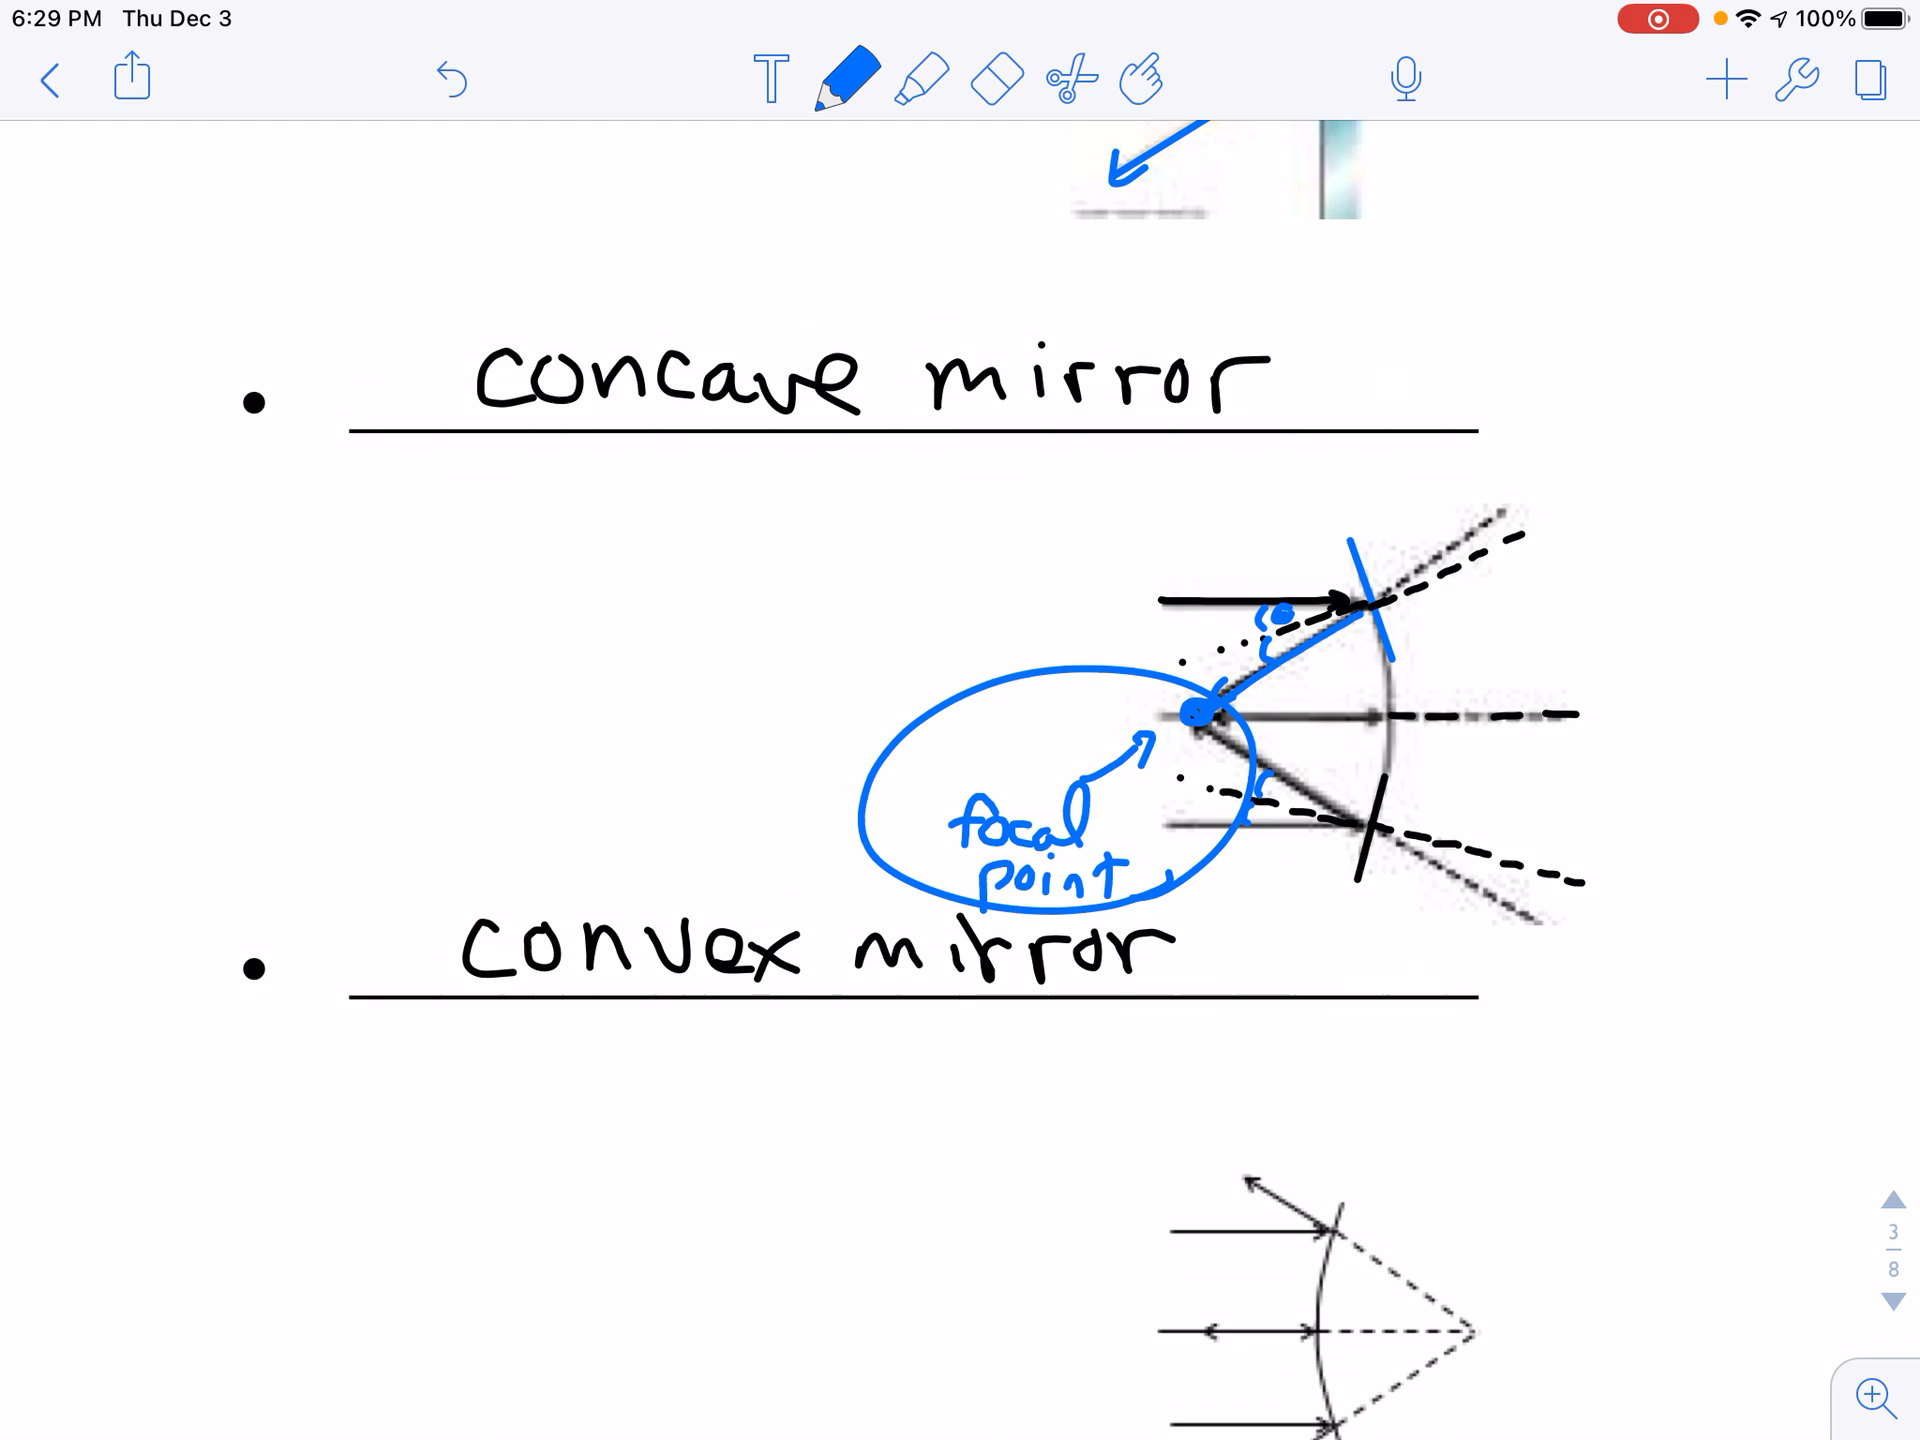 6:29 PM Thu Dec 3
100%
T
concave mirror
focal
point
convex mirror
3
8